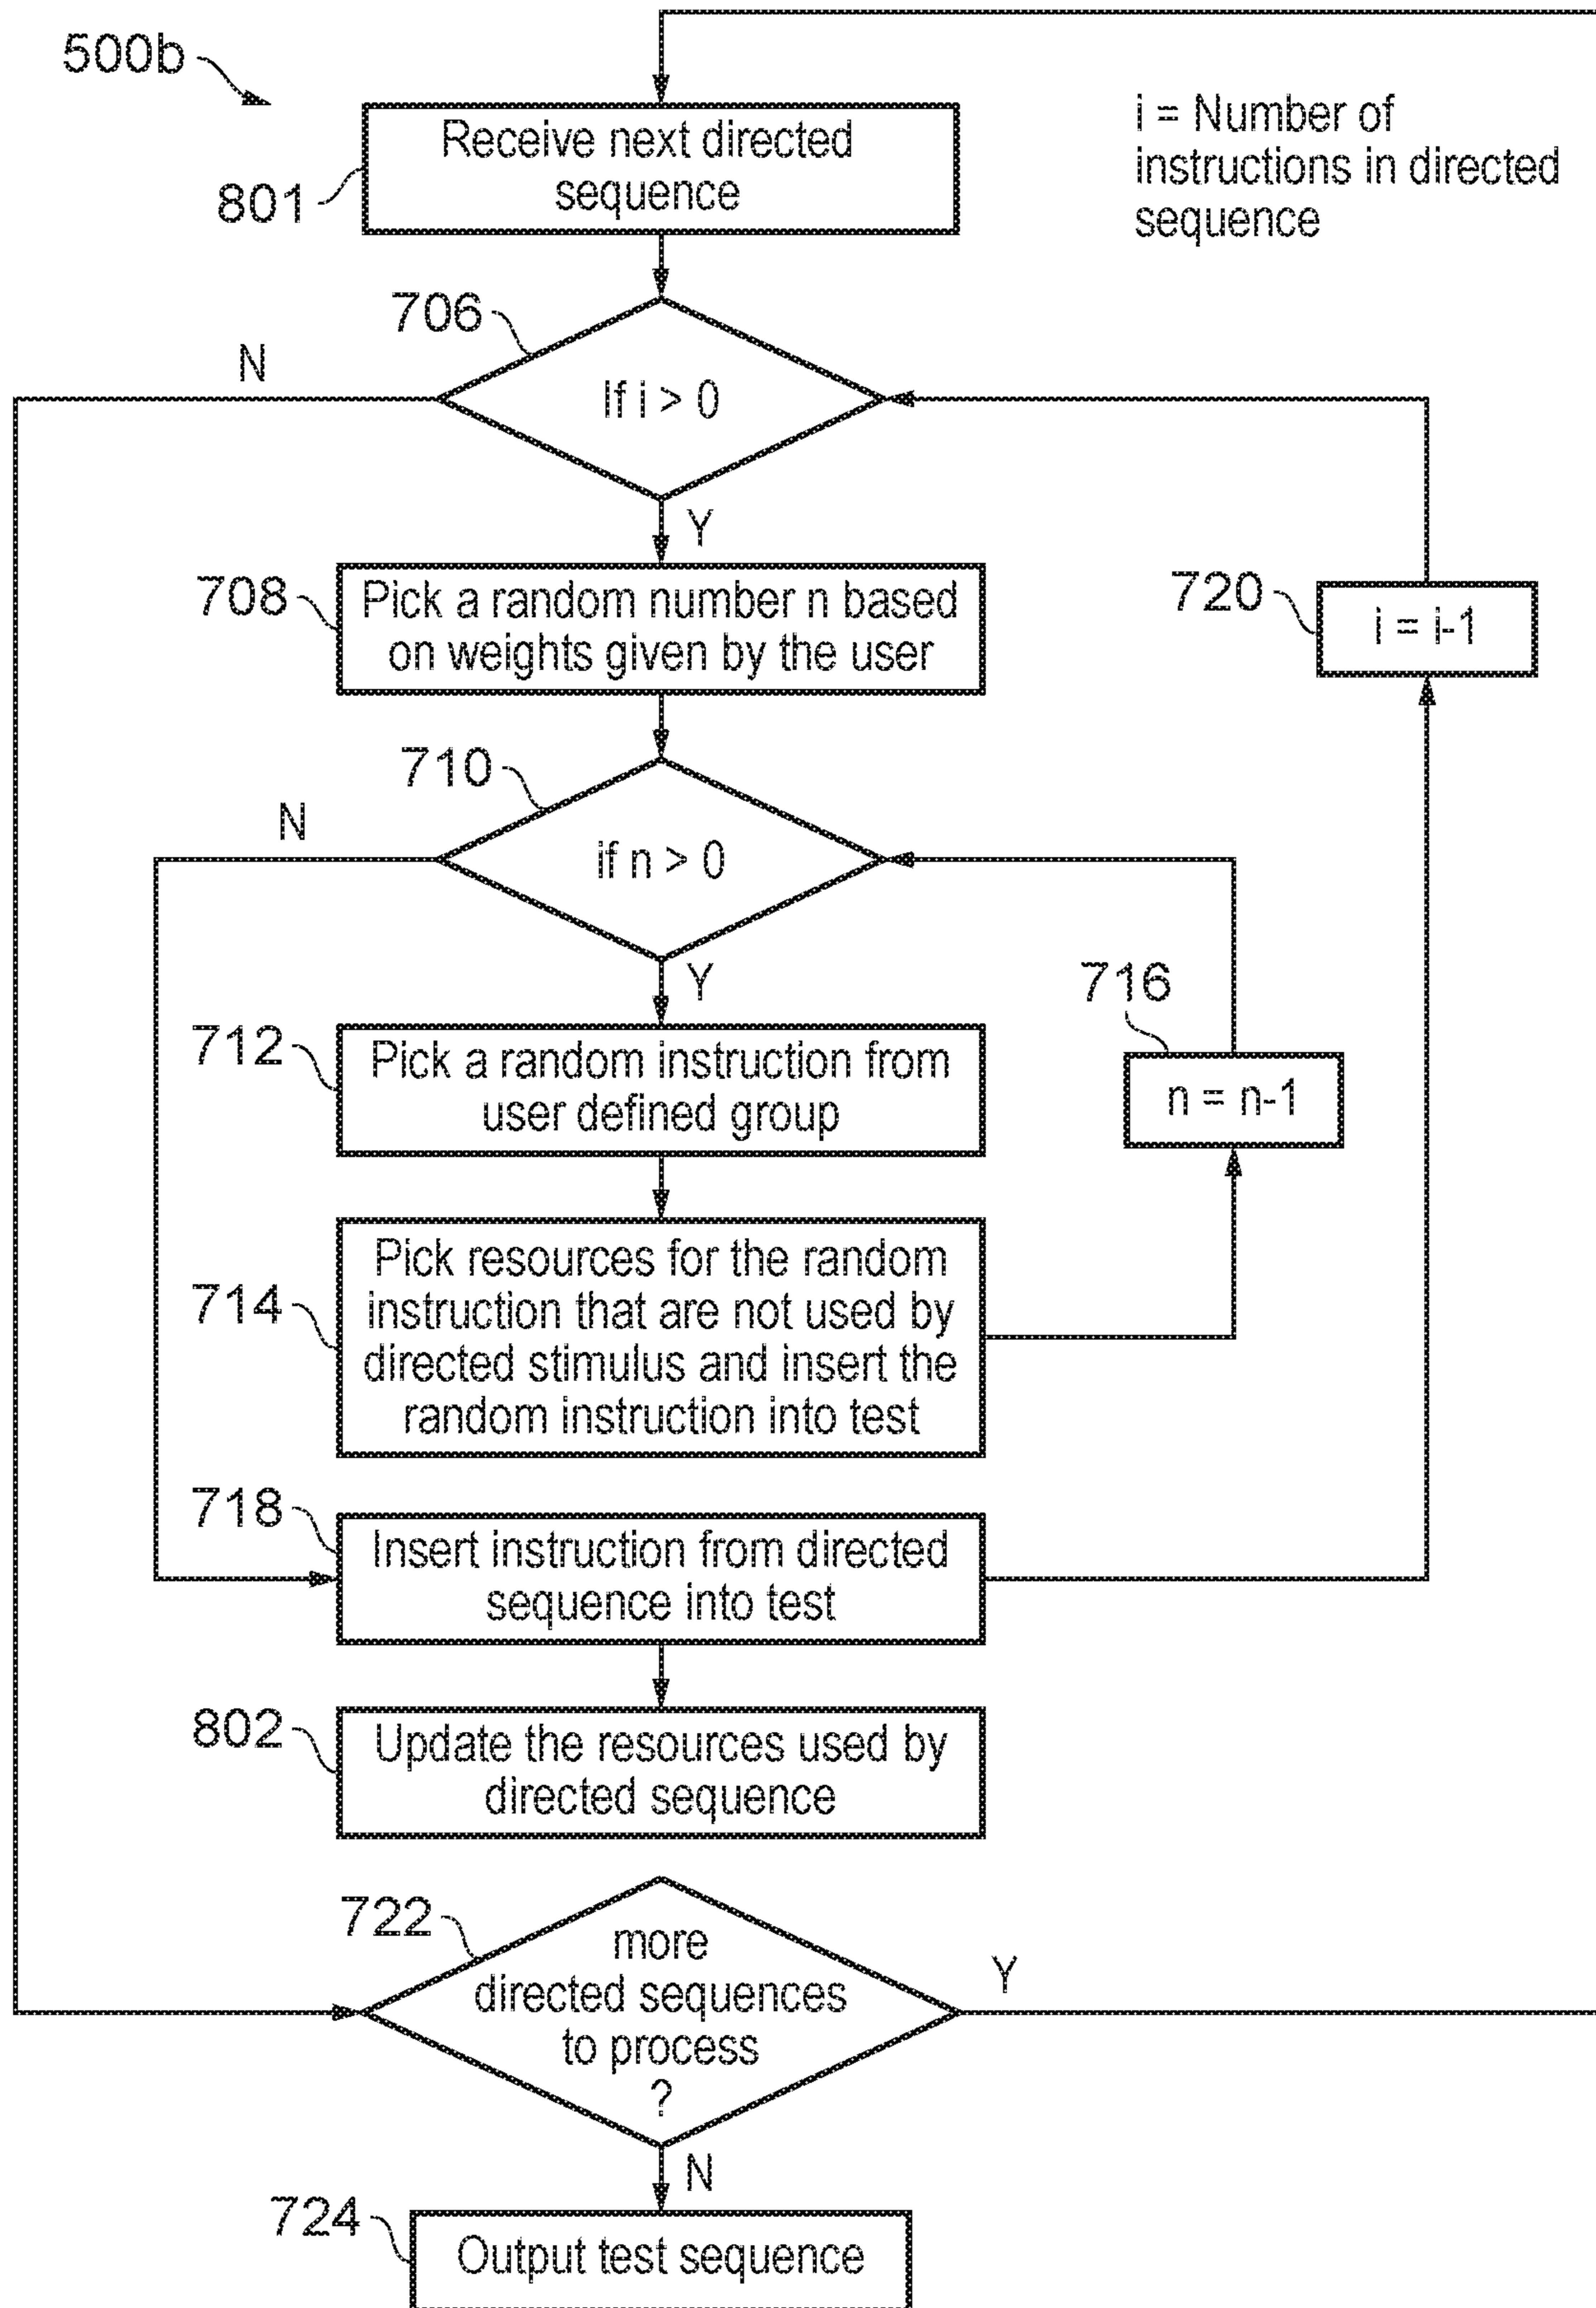 500b
Receive next directed
sequence
801
i = Number of
instructions in directed
sequence
706
N
If i > 0
Y
708
Pick a random number n based
on weights given by the user
720
i = i-1
710
N
if n > 0
Y
716
n = n-1
712
Pick a random instruction from
user defined group
714
Pick resources for the random
instruction that are not used by
directed stimulus and insert the
random instruction into test
718
Insert instruction from directed
sequence into test
802
Update the resources used by
directed sequence
722
more
directed sequences
to process
?
Y
N
724
Output test sequence